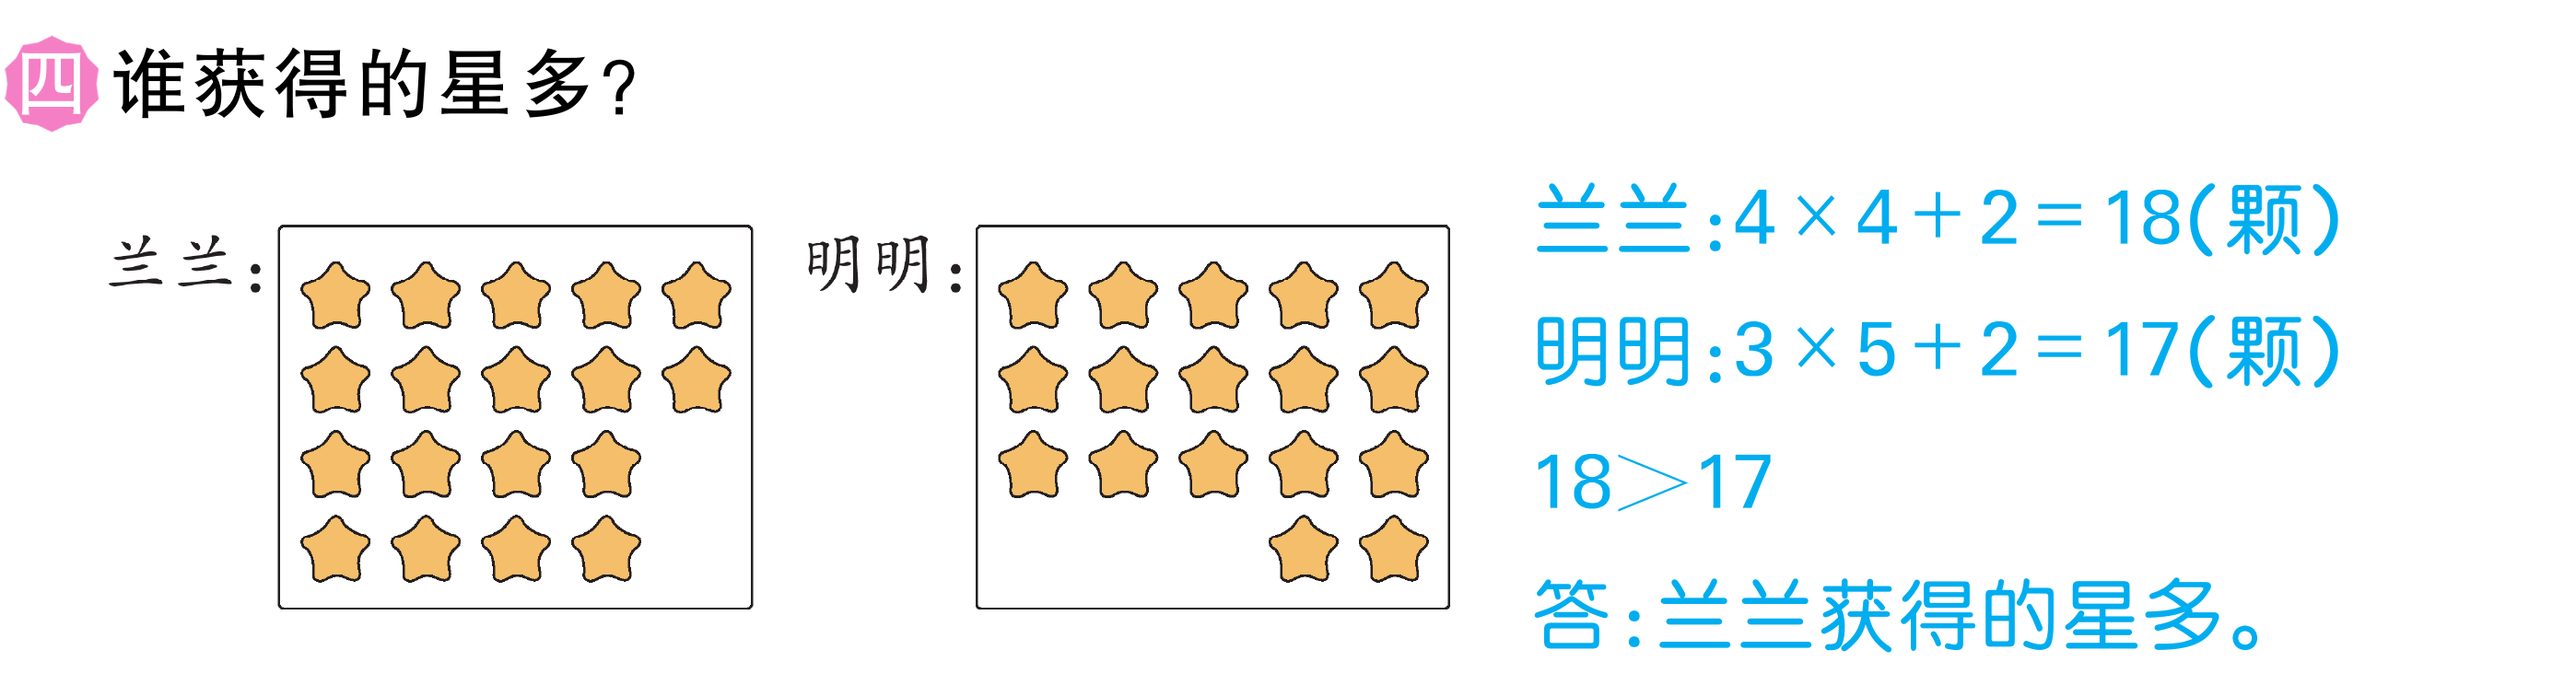 四 谁获得的星多?
兰兰:
明明:
兰兰:4×4+2=18(颗)
明明:3×5+2=17(颗)
18>17
答:兰兰获得的星多。